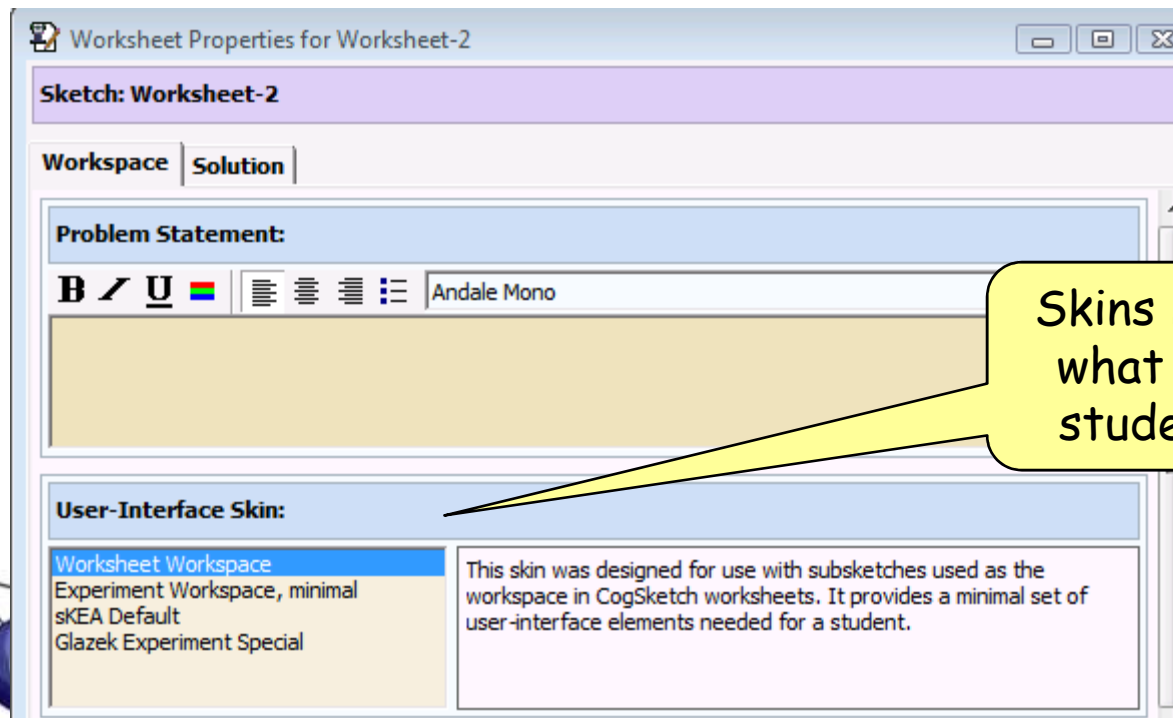 Worksheet Properties for Worksheet-2
Sketch: Worksheet-2
Workspace Solution
Problem Statement:
B I U Andale Mono
Skins
what
User-Interface Skin:
Worksheet Workspace
Experiment Workspace, minimal
sKEA Default
Glazek Experiment Special
This skin was designed for use with subsketches used as the
workspace in CogSketch worksheets. It provides a minimal set of
user-interface elements needed for a student.